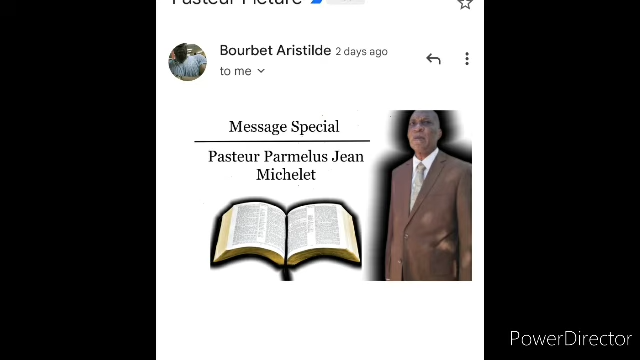 Pasteur Picture
Bourbet Aristilde 2 days ago
to me
Message Special
Pasteur Parmelus Jean
Michelet
PowerDirector